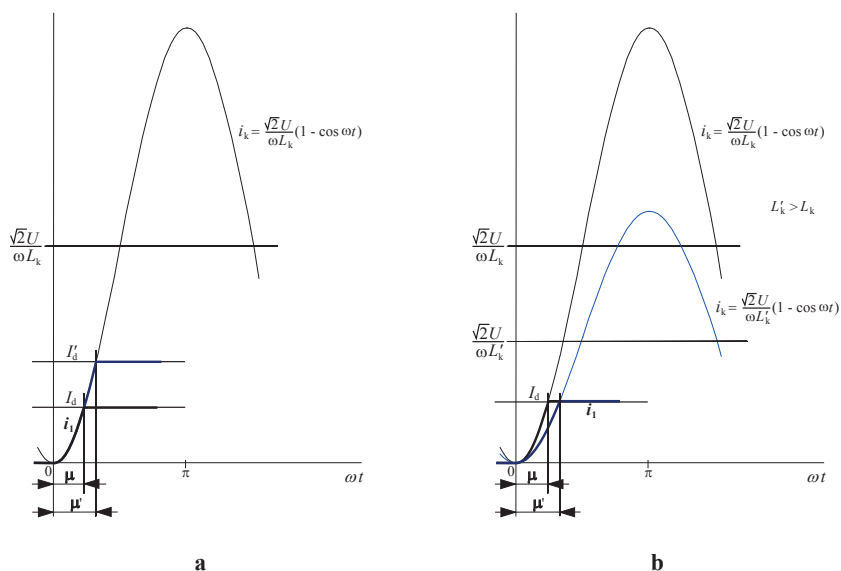 i_k = √2U/ωL_k (1 - cos ωt)
√2U/ωL_k
I'_d
I_d
i_1
0
π
ωt
μ
μ'
a
i_k = √2U/ωL_k (1 - cos ωt)
L'_k > L_k
√2U/ωL_k
i_k = √2U/ωL'_k (1 - cos ωt)
√2U/ωL'_k
I_d
i_1
0
π
ωt
μ
μ'
b